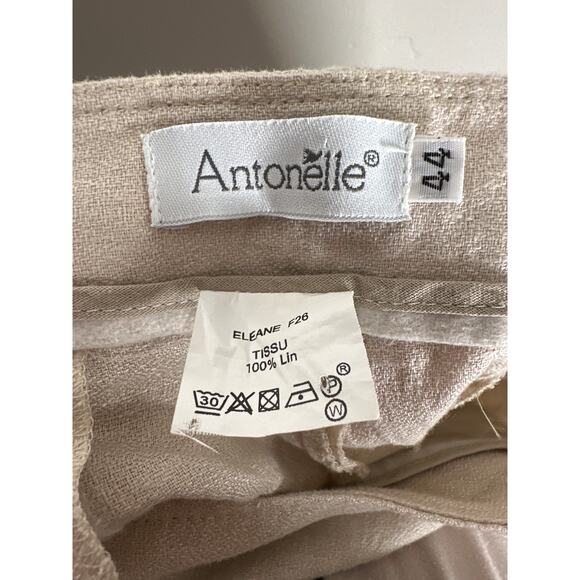 Antonelle®
44
ELEANE F26
TISSU
100% Lin
30 P ®
W